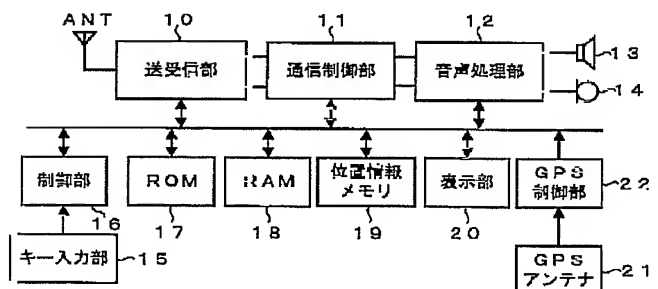 ANT
10
11
12
送受信部
通信制御部
音声処理部
13
14
制御部
ROM
RAM
位置情報
メモリ
表示部
GPS
制御部
22
16
17
18
19
20
キー入力部
15
GPS
アンテナ
21